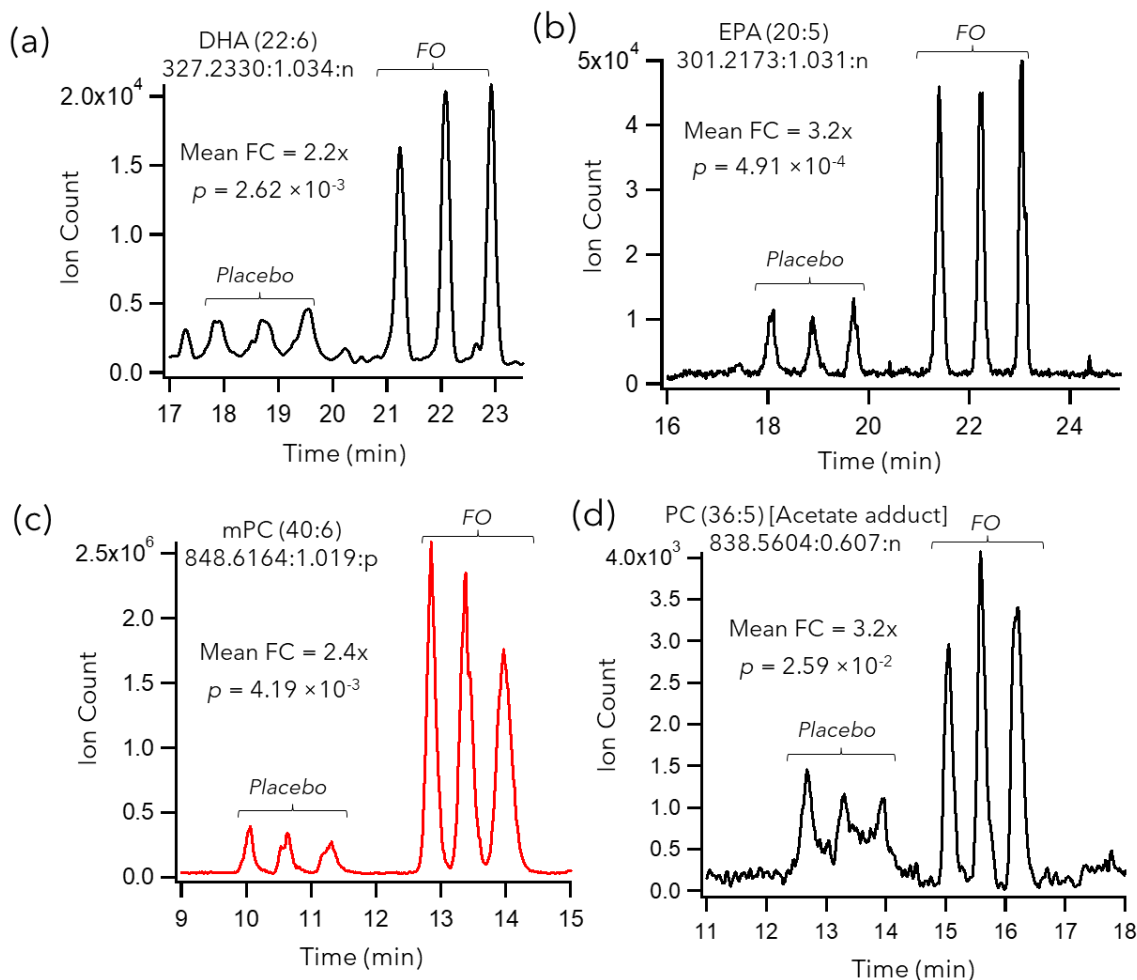 (a)
DHA (22:6)
327.2330:1.034:n
FO
2.0x10⁴
1.5
1.0
0.5
0.0
Ion Count
Mean FC = 2.2x
p = 2.62 ×10⁻³
Placebo
17 18 19 20 21 22 23
Time (min)
(b)
EPA (20:5)
301.2173:1.031:n
FO
5x10⁴
4
3
2
1
0
Ion Count
Mean FC = 3.2x
p = 4.91 ×10⁻⁴
Placebo
16 18 20 22 24
Time (min)
(c)
mPC (40:6)
848.6164:1.019:p
FO
2.5x10⁶
2.0
1.5
1.0
0.5
0.0
Ion Count
Mean FC = 2.4x
p = 4.19 ×10⁻³
Placebo
9 10 11 12 13 14 15
Time (min)
(d)
PC (36:5) [Acetate adduct]
838.5604:0.607:n
FO
4.0x10³
3.5
3.0
2.5
2.0
1.5
1.0
0.5
0.0
Ion Count
Mean FC = 3.2x
p = 2.59 ×10⁻²
Placebo
11 12 13 14 15 16 17 18
Time (min)